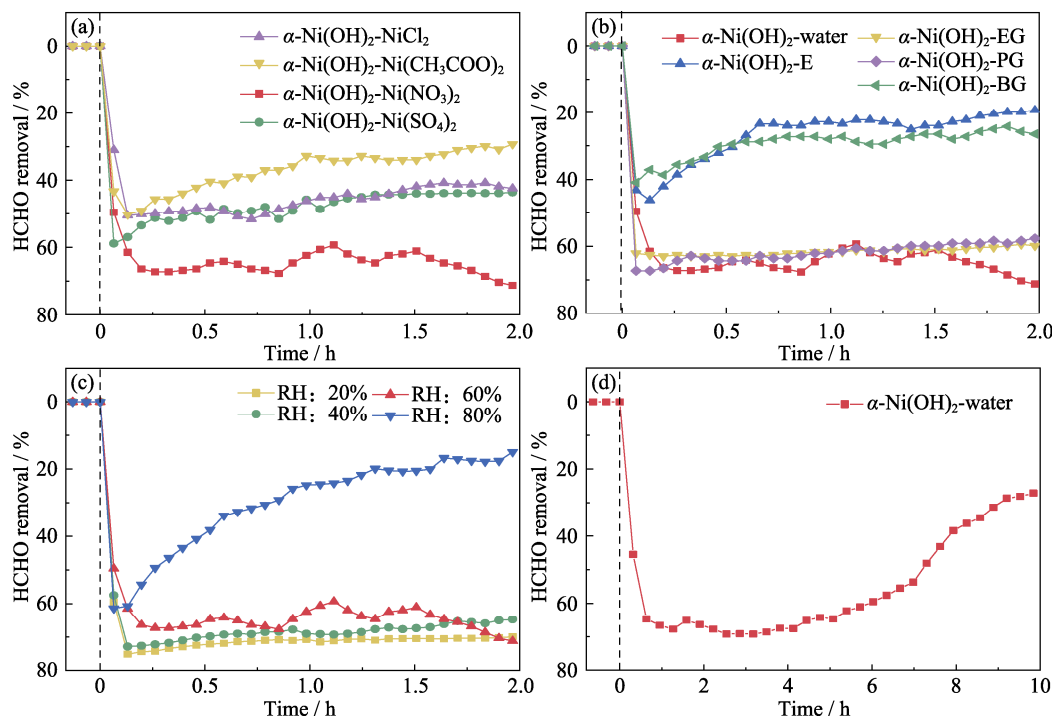 (a)
α-Ni(OH)₂-NiCl₂
α-Ni(OH)₂-Ni(CH₃COO)₂
α-Ni(OH)₂-Ni(NO₃)₂
α-Ni(OH)₂-Ni(SO₄)₂
HCHO removal / %
0
20
40
60
80
0 0.5 1.0 1.5 2.0
Time / h
(b)
α-Ni(OH)₂-water
α-Ni(OH)₂-E
α-Ni(OH)₂-EG
α-Ni(OH)₂-PG
α-Ni(OH)₂-BG
HCHO removal / %
0
20
40
60
80
0 0.5 1.0 1.5 2.0
Time / h
(c)
RH：20% RH：60%
RH：40% RH：80%
HCHO removal / %
0
20
40
60
80
0 0.5 1.0 1.5 2.0
Time / h
(d)
α-Ni(OH)₂-water
HCHO removal / %
0
20
40
60
80
0 2 4 6 8 10
Time / h